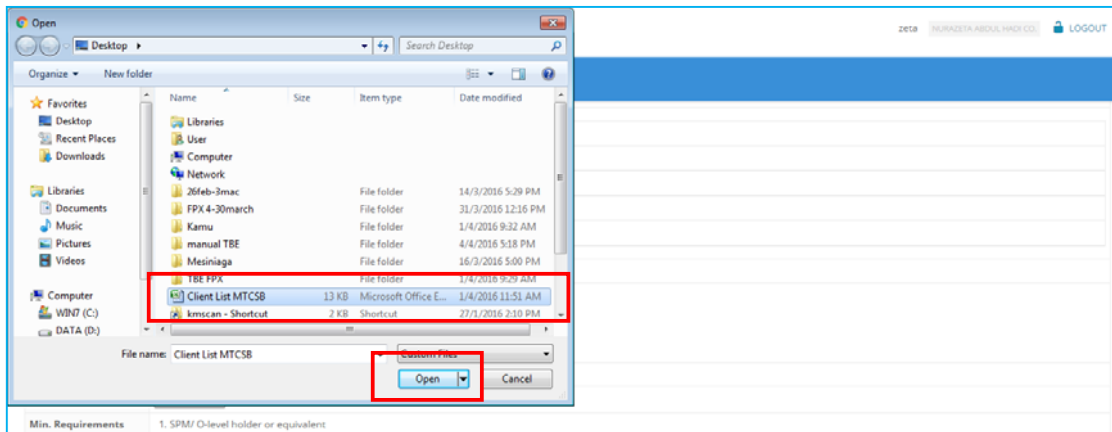 Open
zeta NURAZETA ABDUL HADI CO. LOGOUT
Desktop
Search Desktop
Organize New folder
Favorites
Desktop
Recent Places
Downloads
Libraries
Documents
Music
Pictures
Videos
Computer
WIN7 (C:)
DATA (D:)
Name Size Item type Date modified
Libraries
User
Computer
Network
26feb-3mac File folder 14/3/2016 5:29 PM
FPX 4-30march File folder 31/3/2016 12:16 PM
Kamu File folder 1/4/2016 9:32 AM
manual TBE File folder 4/4/2016 5:18 PM
Mesiniaga File folder 16/3/2016 5:00 PM
TBE FPX File folder 1/4/2016 9:29 AM
Client List MTCSB 13 KB Microsoft Office E... 1/4/2016 11:51 AM
kmscan - Shortcut 2 KB Shortcut 27/1/2016 2:10 PM
File name: Client List MTCSB Custom Files
Open Cancel
Min. Requirements 1. SPM/ O-level holder or equivalent